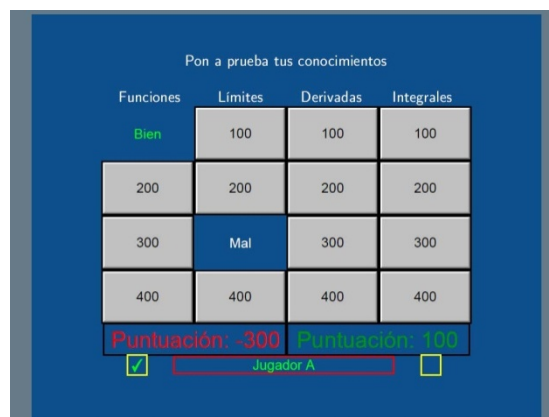 Pon a prueba tus conocimientos
Funciones Límites Derivadas Integrales
Bien 100 100 100
200 200 200 200
300 Mal 300 300
400 400 400 400
Puntuación: -300 Puntuación: 100
✓ Jugador A